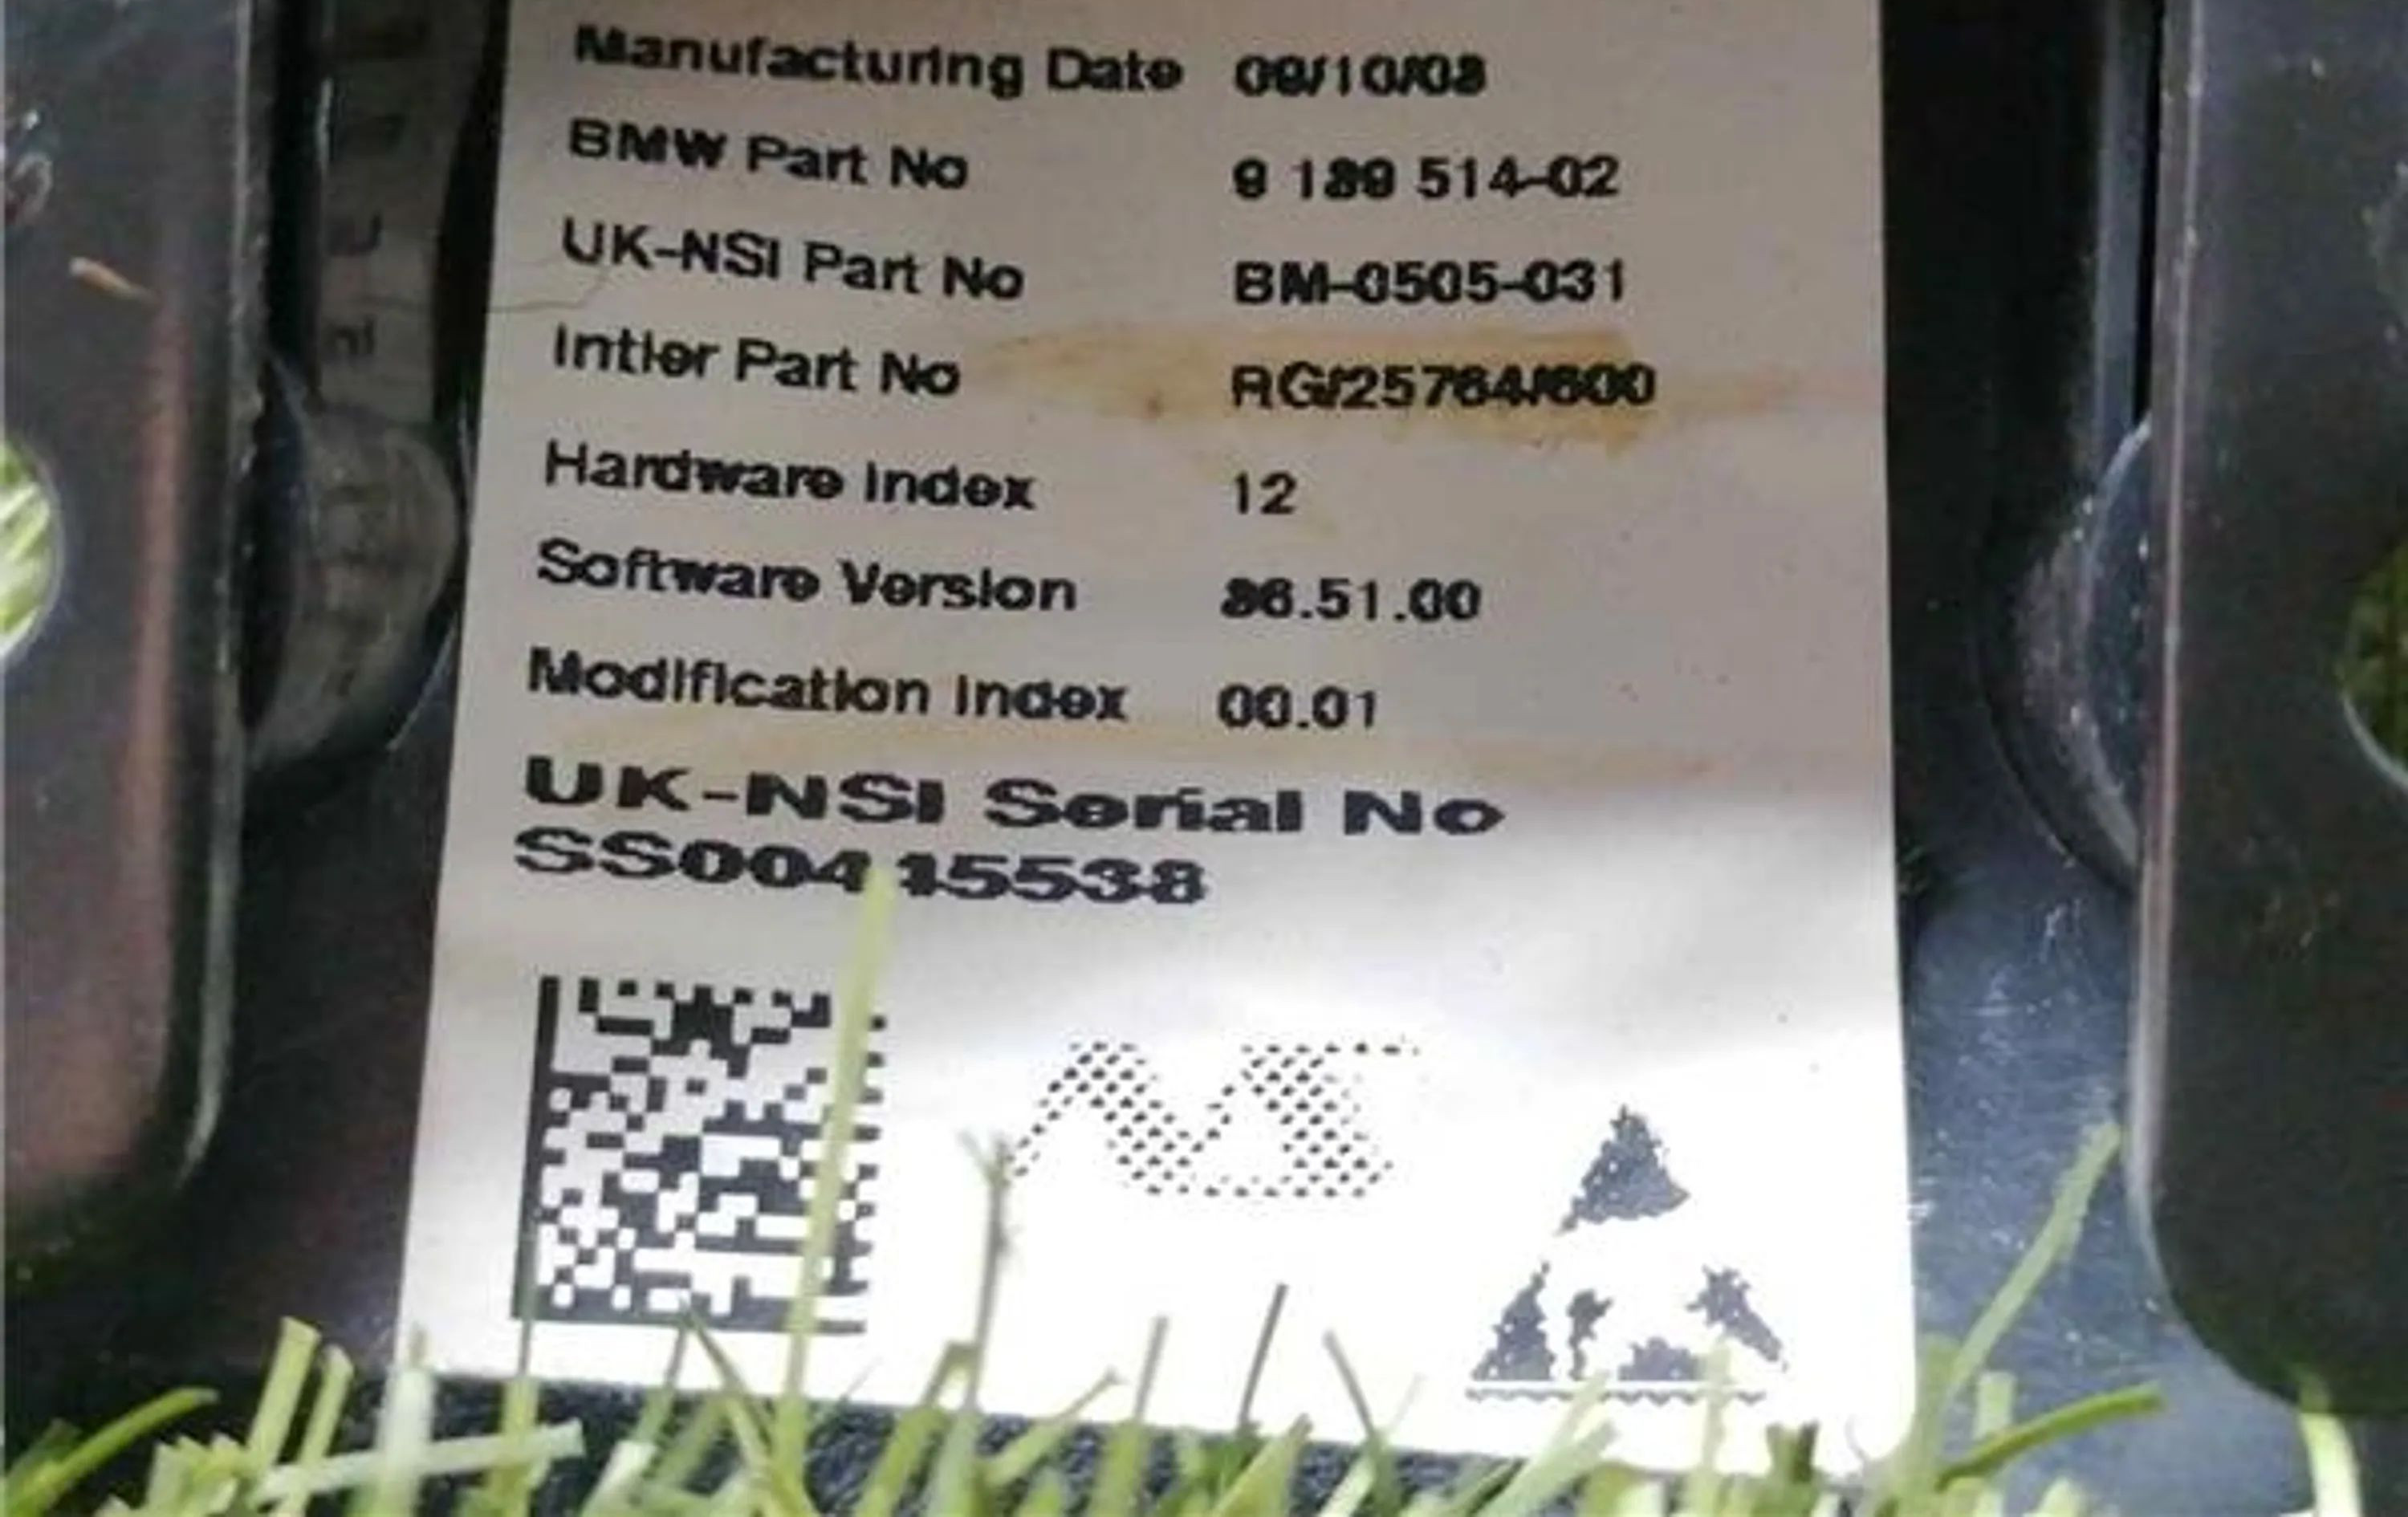 Manufacturing Date 09/10/08
BMW Part No 9 189 514-02
UK-NSI Part No BM-0505-031
Intier Part No RG/25764/600
Hardware Index 12
Software Version 36.51.00
Modification Index 00.01
UK-NSI Serial No
SS00415538
NS